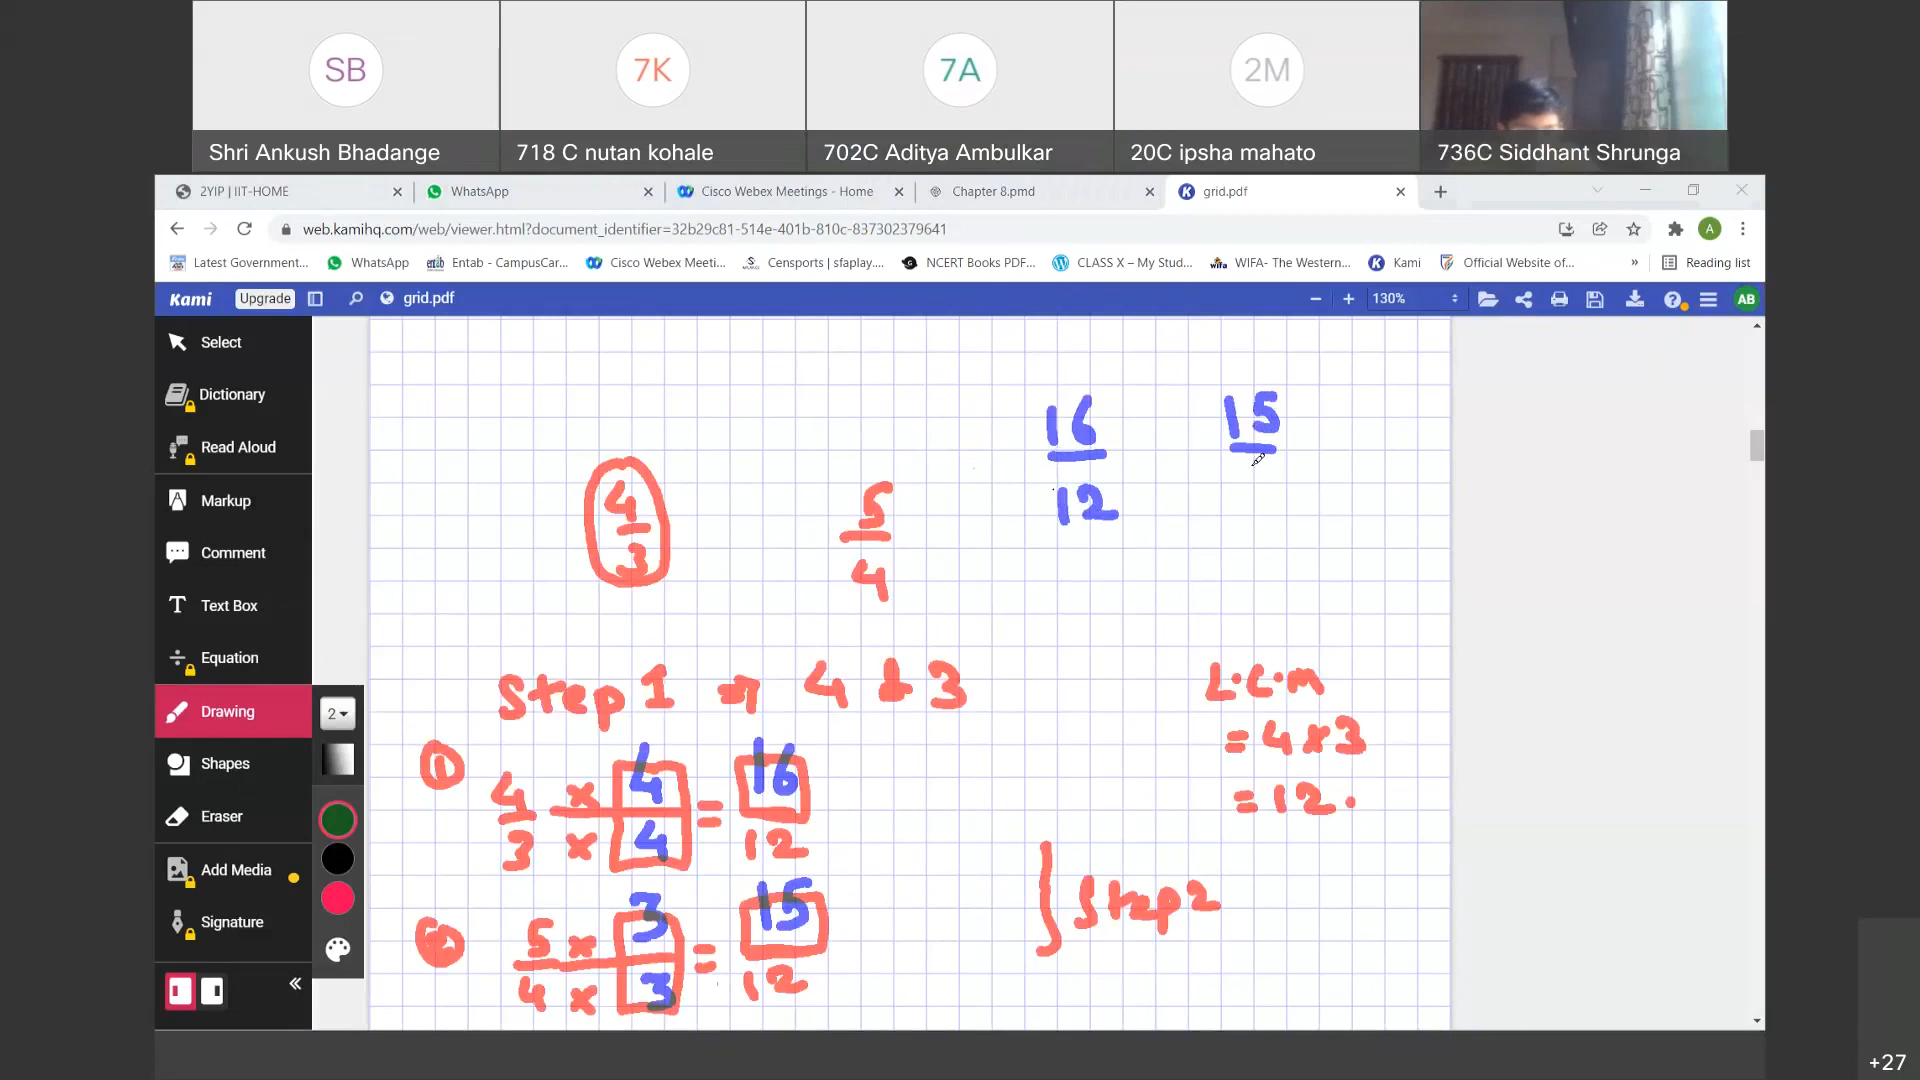 SB
7K
7A
2M
Shri Ankush Bhadange
718 C nutan kohale
702C Aditya Ambulkar
20C ipsha mahato
736C Siddhant Shrunga
2YIP | IIT-HOME
WhatsApp
Cisco Webex Meetings - Home
Chapter 8.pmd
grid.pdf
web.kamihq.com/web/viewer.html?document_identifier=32b29c81-514e-401b-810c-837302379641
A
Latest Government...
WhatsApp
Entab - CampusCar...
Cisco Webex Meeti...
Censports | sfaplay....
NCERT Books PDF...
CLASS X – My Stud...
WIFA- The Western...
Kami
Official Website of...
»
Reading list
Kami
Upgrade
grid.pdf
130%
AB
Select
Dictionary
Read Aloud
Markup
Comment
Text Box
Equation
Drawing
2
Shapes
Eraser
Add Media
Signature
16
12
15
4
3
5
4
Step 1 ⇒ 4 & 3
L.C.M
= 4 x 3
= 12.
①
4 x 4 = 16
3 x 4 12
②
5 x 3 = 15
4 x 3 12
Step 2
+27